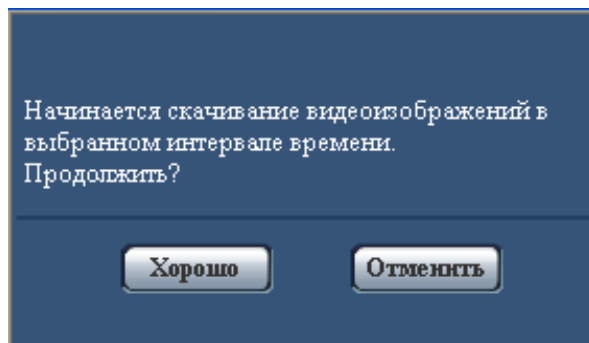 Начинается скачивание видеоизображений в
выбранном интервале времени.
Продолжить?
Хорошо
Отменить